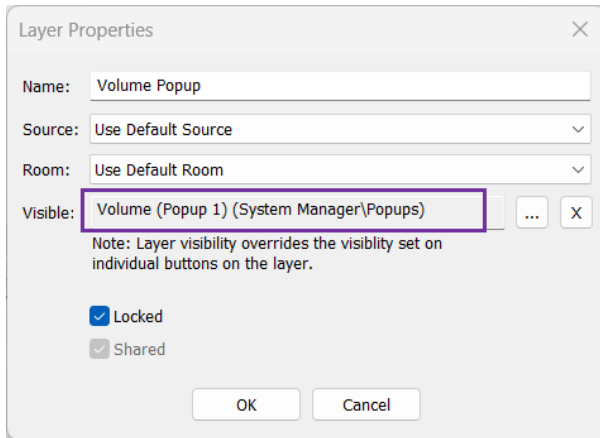 Layer Properties
Name: Volume Popup
Source: Use Default Source
Room: Use Default Room
Visible: Volume (Popup 1) (System Manager\Popups) ... X
Note: Layer visibility overrides the visiblity set on
individual buttons on the layer.
Locked
Shared
OK Cancel